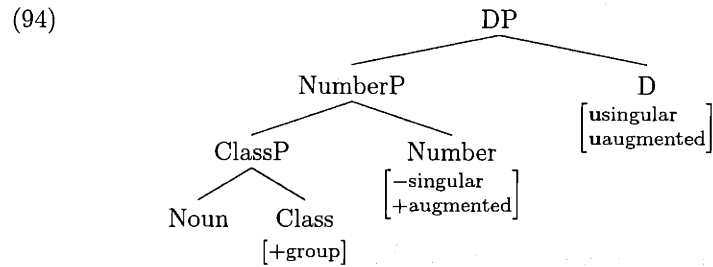 (94)
DP
NumberP D
[usingular
uaugmented]
ClassP Number
[−singular
+augmented]
Noun Class
[+group]